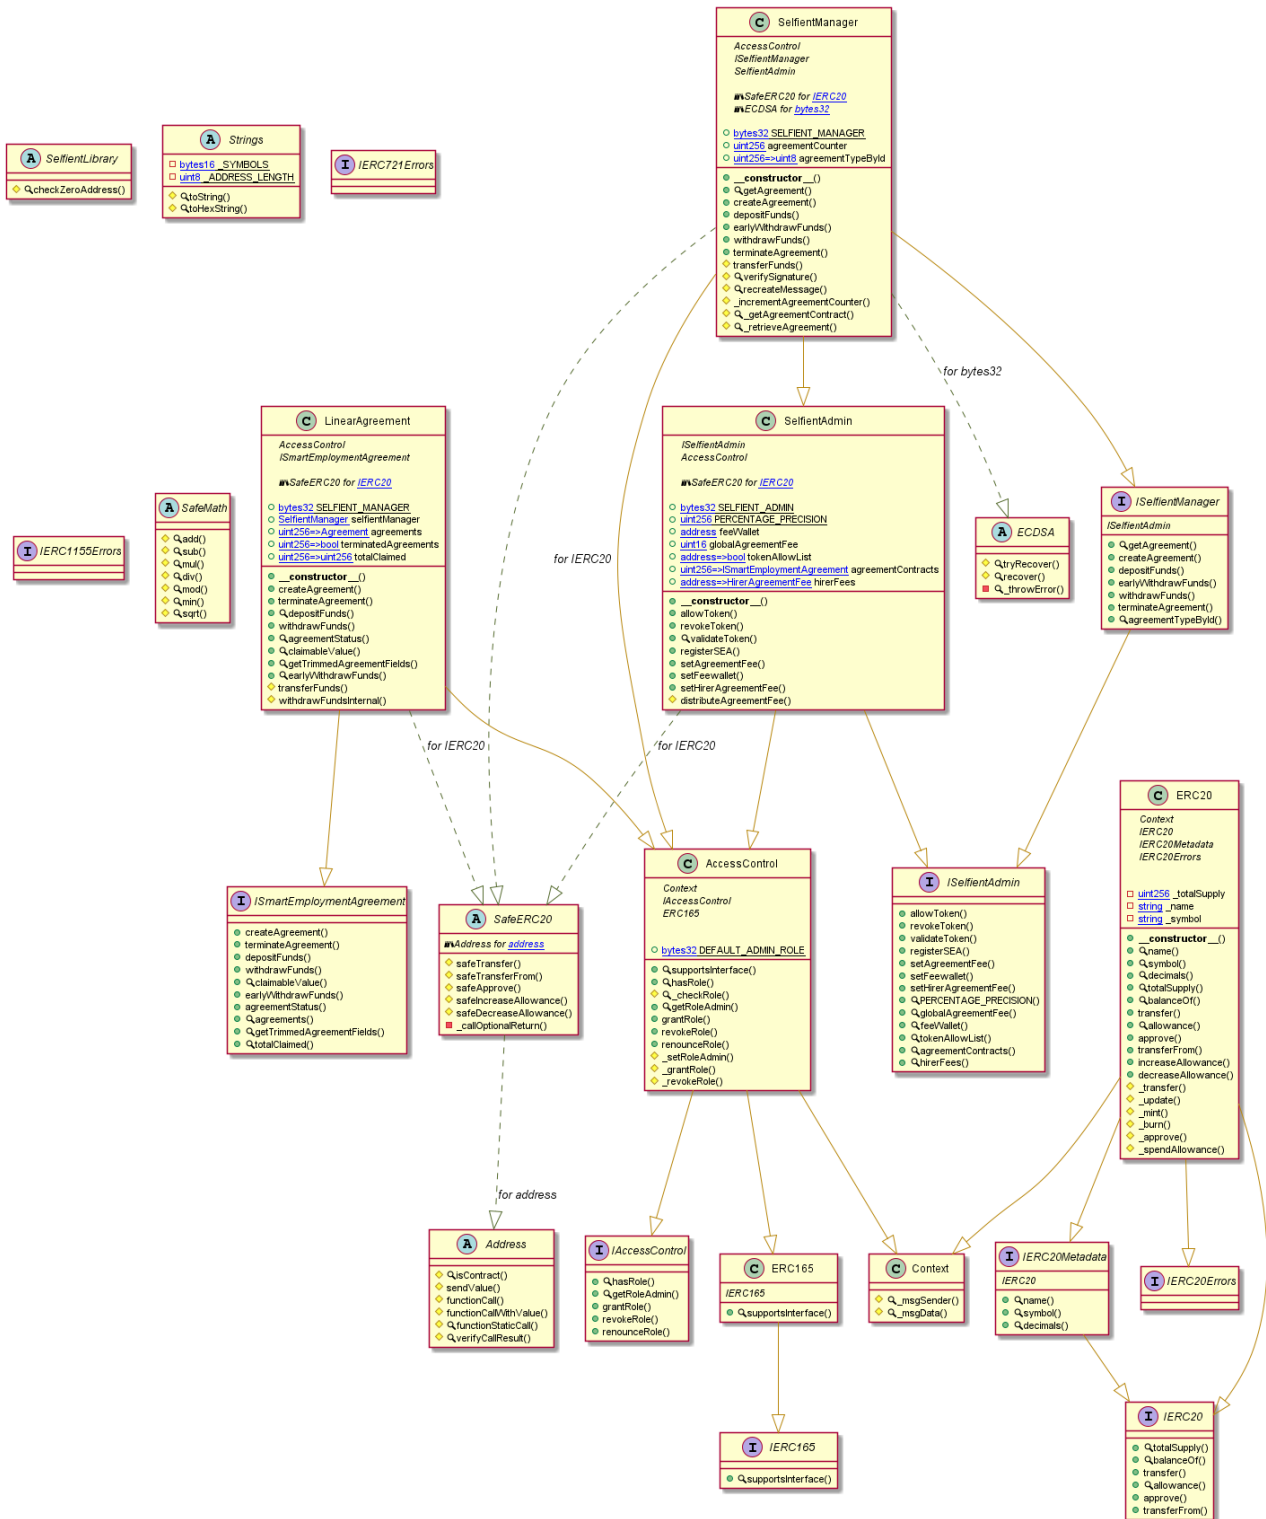 C SelfientManager
AccessControl
ISelfientManager
SelfientAdmin
SafeERC20 for IERC20
ECDSA for bytes32
bytes32 SELFIENT_MANAGER
uint256 agreementCounter
uint256=>uint8 agreementTypeById
__constructor__()
getAgreement()
createAgreement()
depositFunds()
earlyWithdrawFunds()
withdrawFunds()
terminateAgreement()
transferFunds()
verifySignature()
recreateMessage()
_incrementAgreementCounter()
_getAgreementContract()
_retrieveAgreement()
A SelfientLibrary
checkZeroAddress()
A Strings
bytes16 _SYMBOLS
uint8 _ADDRESS_LENGTH
toString()
toHexString()
I IERC721Errors
for bytes32
for IERC20
C LinearAgreement
AccessControl
ISmartEmploymentAgreement
SafeERC20 for IERC20
bytes32 SELFIENT_MANAGER
SelfientManager selfientManager
uint256=>Agreement agreements
uint256=>bool terminatedAgreements
uint256=>uint256 totalClaimed
__constructor__()
createAgreement()
terminateAgreement()
depositFunds()
withdrawFunds()
agreementStatus()
claimableValue()
getTrimmedAgreementFields()
earlyWithdrawFunds()
transferFunds()
withdrawFundsInternal()
C SelfientAdmin
ISelfientAdmin
AccessControl
SafeERC20 for IERC20
bytes32 SELFIENT_ADMIN
uint256 PERCENTAGE_PRECISION
address feeWallet
uint16 globalAgreementFee
address=>bool tokenAllowList
uint256=>ISmartEmploymentAgreement agreementContracts
address=>HirerAgreementFee hirerFees
__constructor__()
allowToken()
revokeToken()
validateToken()
registerSEA()
setAgreementFee()
setFeewallet()
setHirerAgreementFee()
distributeAgreementFee()
A SafeMath
add()
sub()
mul()
div()
mod()
min()
sqrt()
I IERC1155Errors
A ECDSA
tryRecover()
recover()
_throwError()
I ISelfientManager
ISelfientAdmin
getAgreement()
createAgreement()
depositFunds()
earlyWithdrawFunds()
withdrawFunds()
terminateAgreement()
agreementTypeById()
for IERC20
for IERC20
C ERC20
Context
IERC20
IERC20Metadata
IERC20Errors
uint256 _totalSupply
string _name
string _symbol
__constructor__()
name()
symbol()
decimals()
totalSupply()
balanceOf()
transfer()
allowance()
approve()
transferFrom()
increaseAllowance()
decreaseAllowance()
_transfer()
_update()
_mint()
_burn()
_approve()
_spendAllowance()
I ISmartEmploymentAgreement
createAgreement()
terminateAgreement()
depositFunds()
withdrawFunds()
claimableValue()
earlyWithdrawFunds()
agreementStatus()
agreements()
getTrimmedAgreementFields()
totalClaimed()
A SafeERC20
Address for address
safeTransfer()
safeTransferFrom()
safeApprove()
safeIncreaseAllowance()
safeDecreaseAllowance()
_callOptionalReturn()
C AccessControl
Context
IAccessControl
ERC165
bytes32 DEFAULT_ADMIN_ROLE
supportsInterface()
hasRole()
_checkRole()
getRoleAdmin()
grantRole()
revokeRole()
renounceRole()
_setRoleAdmin()
_grantRole()
_revokeRole()
I ISelfientAdmin
allowToken()
revokeToken()
validateToken()
registerSEA()
setAgreementFee()
setFeewallet()
setHirerAgreementFee()
PERCENTAGE_PRECISION()
globalAgreementFee()
feeWallet()
tokenAllowList()
agreementContracts()
hirerFees()
for address
A Address
isContract()
sendValue()
functionCall()
functionCallWithValue()
functionStaticCall()
verifyCallResult()
I IAccessControl
hasRole()
getRoleAdmin()
grantRole()
revokeRole()
renounceRole()
C ERC165
IERC165
supportsInterface()
C Context
_msgSender()
_msgData()
I IERC20Metadata
IERC20
name()
symbol()
decimals()
I IERC20Errors
I IERC165
supportsInterface()
I IERC20
totalSupply()
balanceOf()
transfer()
allowance()
approve()
transferFrom()